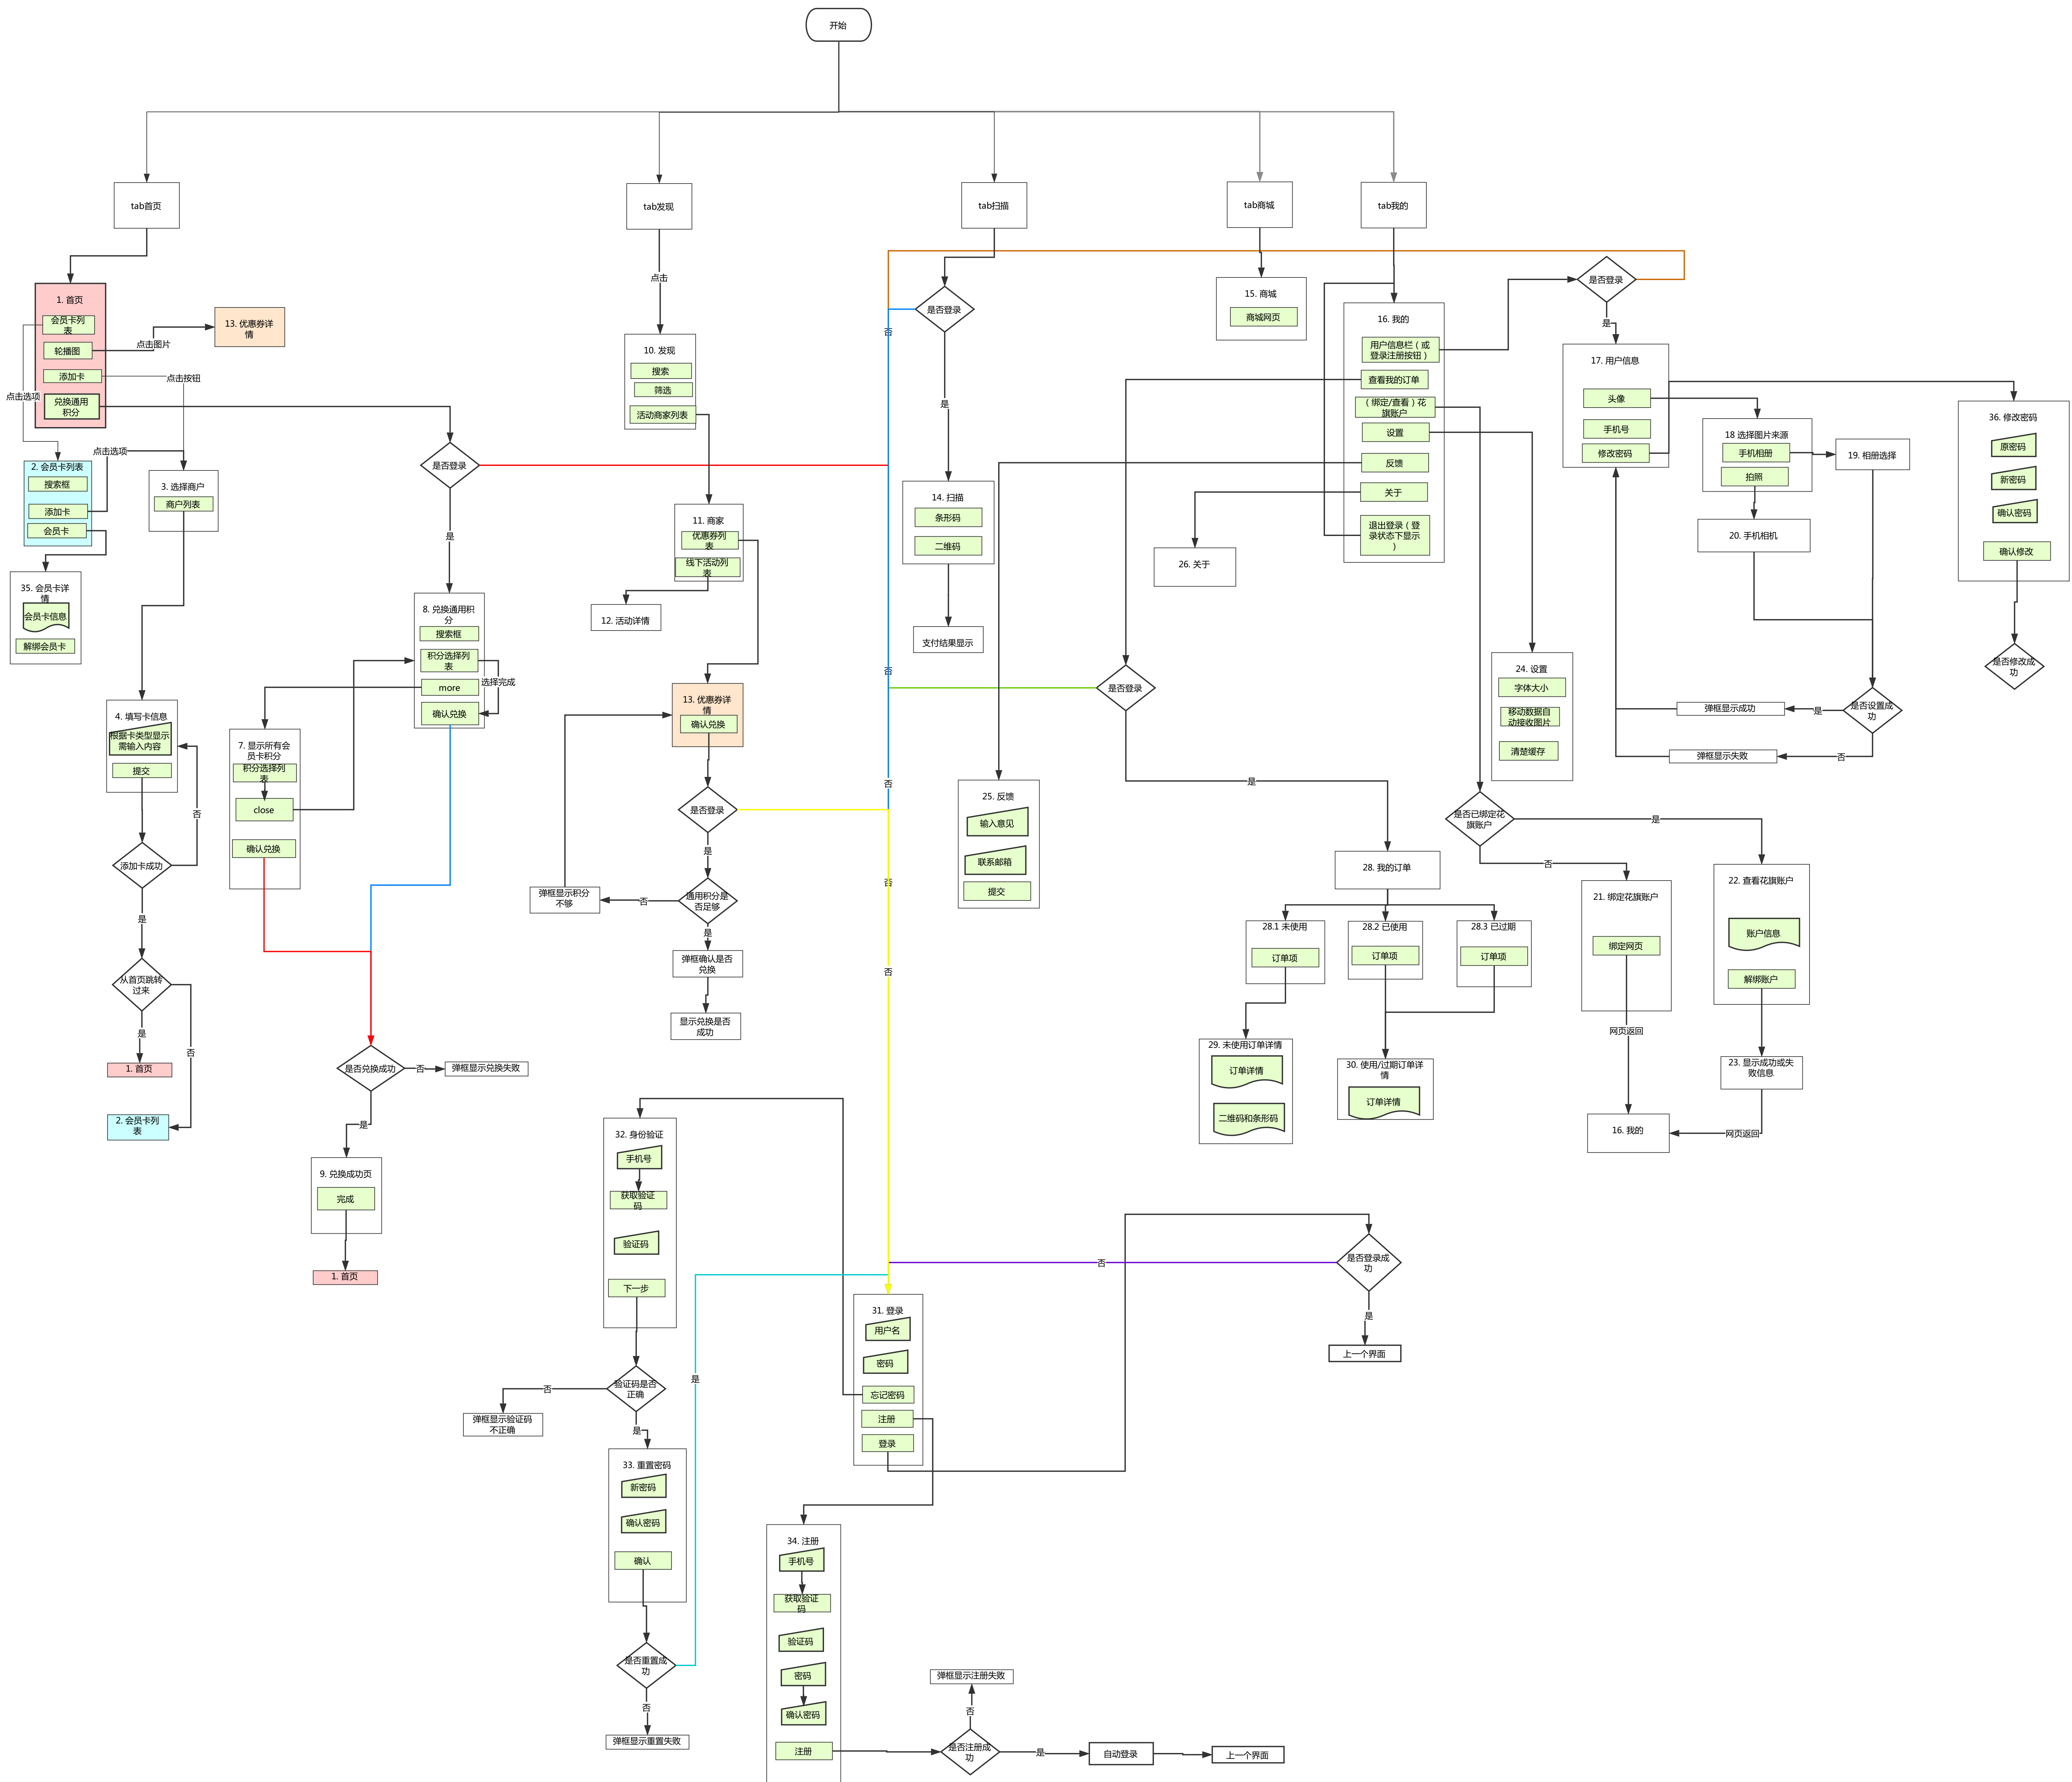 开始
tab首页
tab发现
tab扫描
tab商城
tab我的
1. 首页
会员卡列
表
轮播图
添加卡
兑换通用
积分
点击图片
点击按钮
点击选项
13. 优惠券详
情
2. 会员卡列表
搜索框
添加卡
会员卡
点击选项
3. 选择商户
商户列表
35. 会员卡详
情
会员卡信息
解绑会员卡
4. 填写卡信息
根据卡类型显示
需输入内容
提交
否
添加卡成功
是
从首页跳转
过来
是
否
1. 首页
2. 会员卡列
表
是否登录
是
8. 兑换通用积
分
搜索框
积分选择列
表
more
确认兑换
选择完成
7. 显示所有会
员卡积分
积分选择列
表
close
确认兑换
是否兑换成功
否
弹框显示兑换失败
是
9. 兑换成功页
完成
1. 首页
点击
10. 发现
搜索
筛选
活动商家列表
11. 商家
优惠券列
表
线下活动列
表
12. 活动详情
13. 优惠券详
情
确认兑换
是否登录
是
通用积分是
否足够
否
弹框显示积分
不够
是
弹框确认是否
兑换
显示兑换是否
成功
是否登录
否
是
14. 扫描
条形码
二维码
支付结果显示
否
否
否
否
15. 商城
商城网页
16. 我的
用户信息栏（或
登录注册按钮）
查看我的订单
（绑定/查看）花
旗账户
设置
反馈
关于
退出登录（登
录状态下显示
）
是否登录
是
17. 用户信息
头像
手机号
修改密码
18 选择图片来源
手机相册
拍照
19. 相册选择
20. 手机相机
36. 修改密码
原密码
新密码
确认密码
确认修改
是否修改成
功
是否设置成
功
是
弹框显示成功
否
弹框显示失败
26. 关于
24. 设置
字体大小
移动数据自
动接收图片
清楚缓存
是否登录
是
25. 反馈
输入意见
联系邮箱
提交
28. 我的订单
28.1 未使用
订单项
28.2 已使用
订单项
28.3 已过期
订单项
29. 未使用订单详情
订单详情
二维码和条形码
30. 使用/过期订单详
情
订单详情
是否已绑定花
旗账户
是
否
21. 绑定花旗账户
绑定网页
网页返回
22. 查看花旗账户
账户信息
解绑账户
23. 显示成功或失
败信息
网页返回
16. 我的
32. 身份验证
手机号
获取验证
码
验证码
下一步
验证码是否
正确
否
弹框显示验证码
不正确
是
33. 重置密码
新密码
确认密码
确认
是否重置成
功
是
否
弹框显示重置失败
31. 登录
用户名
密码
忘记密码
注册
登录
是否登录成
功
否
是
上一个界面
34. 注册
手机号
获取验证
码
验证码
密码
确认密码
注册
是否注册成
功
否
弹框显示注册失败
是
自动登录
上一个界面